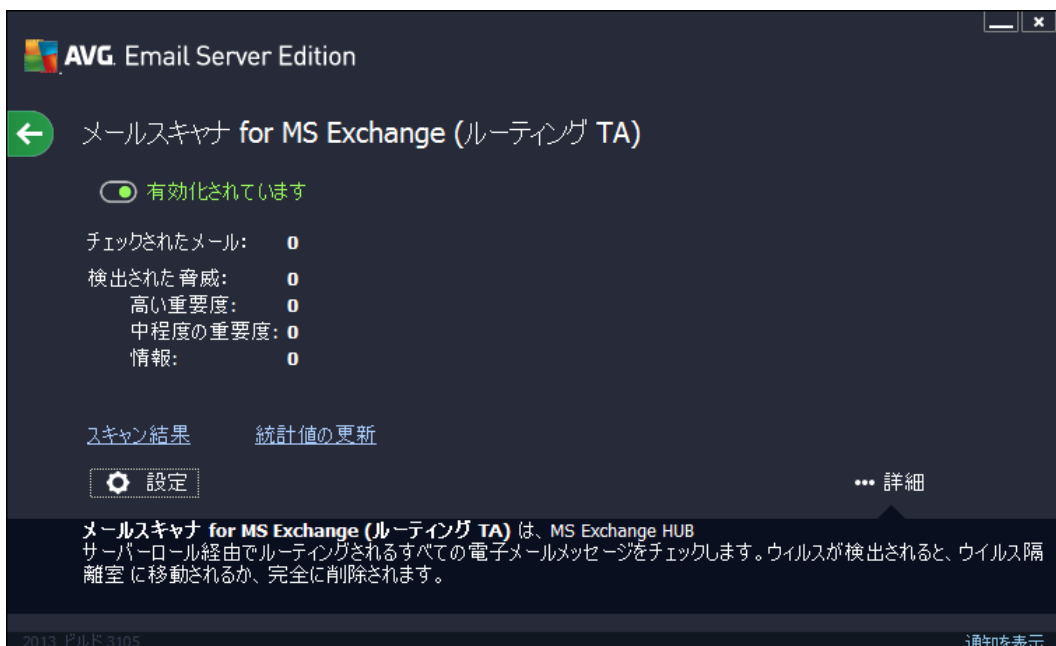 AVG. Email Server Edition
メールスキャナ for MS Exchange (ルーティング TA)
有効化されています
チェックされたメール: 0
検出された 脅威: 0
高い重要度: 0
中程度の重要度: 0
情報: 0
スキャン結果 統計値の更新
設定 ••• 詳細
メールスキャナ for MS Exchange (ルーティング TA) は、MS Exchange HUB
サーバーロール経由でルーティングされるすべての電子メールメッセージをチェックします。ウィルスが検出されると、ウイルス隔
離室 に移動されるか、完全に削除されます。
2013 ビルド 3105 通知を表示